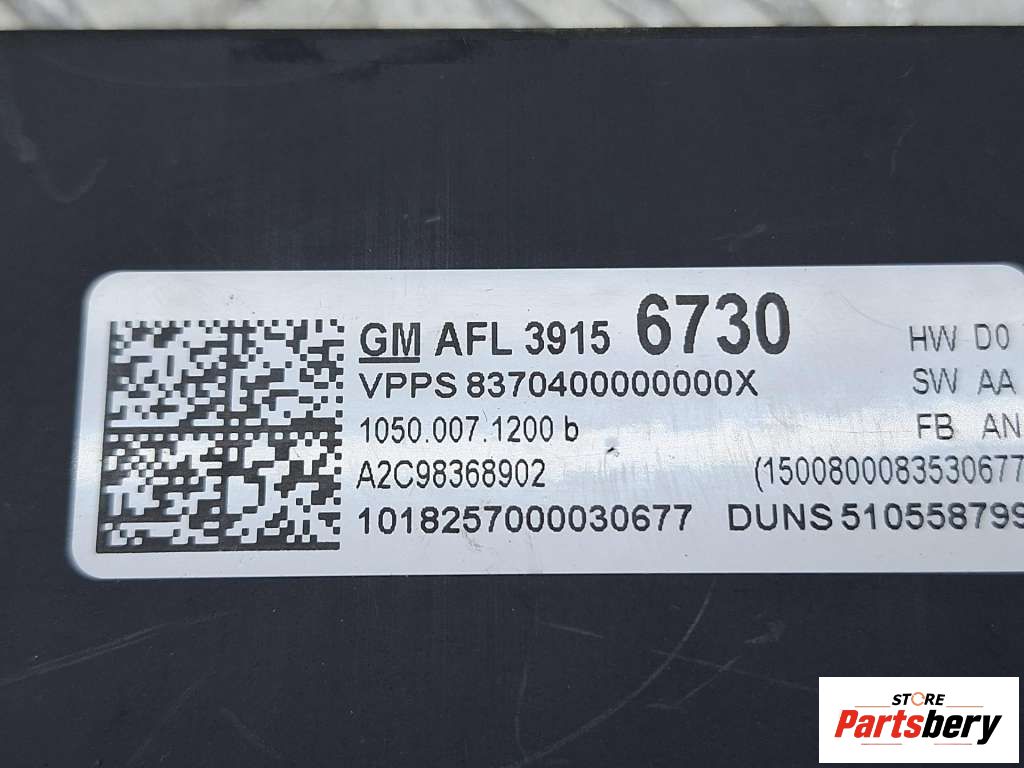 GM AFL 3915 6730 HW D0
VPPS 8370400000000X SW AA
1050.007.1200 b FB AN
A2C98368902 (15008000083530677
1018257000030677 DUNS 510558799
STORE
Partsbery